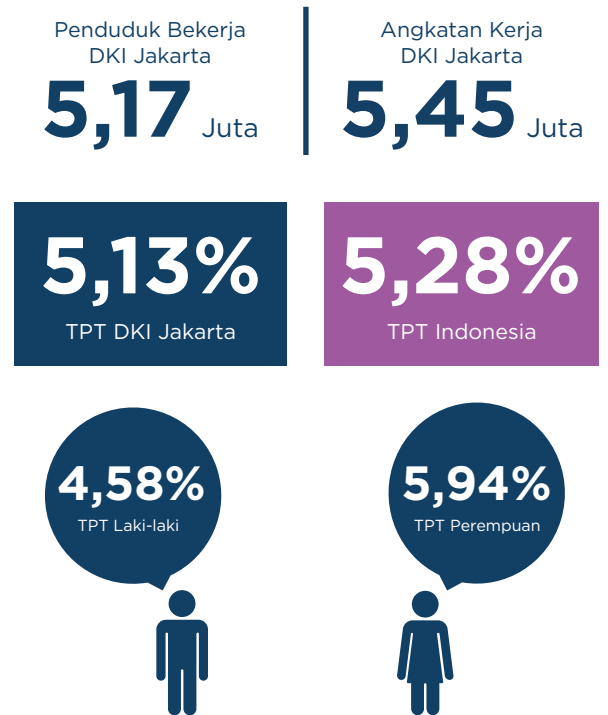 Penduduk Bekerja
DKI Jakarta
5,17 Juta
Angkatan Kerja
DKI Jakarta
5,45 Juta
5,13%
TPT DKI Jakarta
5,28%
TPT Indonesia
4,58%
TPT Laki-laki
5,94%
TPT Perempuan